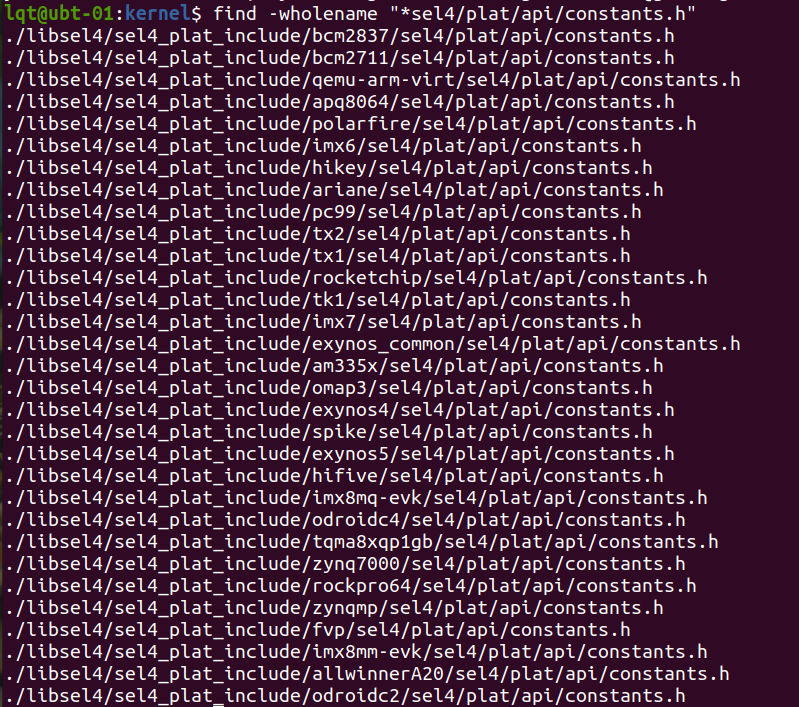 lqt@ubt-01:kernel$ find -wholename "*sel4/plat/api/constants.h"
./libsel4/sel4_plat_include/bcm2837/sel4/plat/api/constants.h
./libsel4/sel4_plat_include/bcm2711/sel4/plat/api/constants.h
./libsel4/sel4_plat_include/qemu-arm-virt/sel4/plat/api/constants.h
./libsel4/sel4_plat_include/apq8064/sel4/plat/api/constants.h
./libsel4/sel4_plat_include/polarfire/sel4/plat/api/constants.h
./libsel4/sel4_plat_include/imx6/sel4/plat/api/constants.h
./libsel4/sel4_plat_include/hikey/sel4/plat/api/constants.h
./libsel4/sel4_plat_include/ariane/sel4/plat/api/constants.h
./libsel4/sel4_plat_include/pc99/sel4/plat/api/constants.h
./libsel4/sel4_plat_include/tx2/sel4/plat/api/constants.h
./libsel4/sel4_plat_include/tx1/sel4/plat/api/constants.h
./libsel4/sel4_plat_include/rocketchip/sel4/plat/api/constants.h
./libsel4/sel4_plat_include/tk1/sel4/plat/api/constants.h
./libsel4/sel4_plat_include/imx7/sel4/plat/api/constants.h
./libsel4/sel4_plat_include/exynos_common/sel4/plat/api/constants.h
./libsel4/sel4_plat_include/am335x/sel4/plat/api/constants.h
./libsel4/sel4_plat_include/omap3/sel4/plat/api/constants.h
./libsel4/sel4_plat_include/exynos4/sel4/plat/api/constants.h
./libsel4/sel4_plat_include/spike/sel4/plat/api/constants.h
./libsel4/sel4_plat_include/exynos5/sel4/plat/api/constants.h
./libsel4/sel4_plat_include/hifive/sel4/plat/api/constants.h
./libsel4/sel4_plat_include/imx8mq-evk/sel4/plat/api/constants.h
./libsel4/sel4_plat_include/odroidc4/sel4/plat/api/constants.h
./libsel4/sel4_plat_include/tqma8xqp1gb/sel4/plat/api/constants.h
./libsel4/sel4_plat_include/zynq7000/sel4/plat/api/constants.h
./libsel4/sel4_plat_include/rockpro64/sel4/plat/api/constants.h
./libsel4/sel4_plat_include/zynqmp/sel4/plat/api/constants.h
./libsel4/sel4_plat_include/fvp/sel4/plat/api/constants.h
./libsel4/sel4_plat_include/imx8mm-evk/sel4/plat/api/constants.h
./libsel4/sel4_plat_include/allwinnerA20/sel4/plat/api/constants.h
./libsel4/sel4_plat_include/odroidc2/sel4/plat/api/constants.h